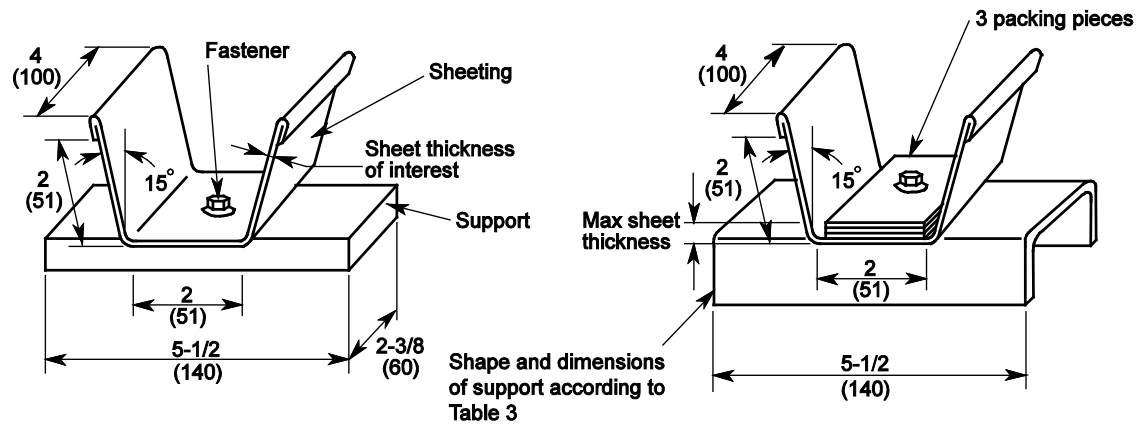 4
(100)
Fastener
Sheeting
Sheet thickness
of interest
15°
2
(51)
Support
2
(51)
5-1/2
(140)
2-3/8
(60)
3 packing pieces
4
(100)
2
(51)
15°
Max sheet
thickness
2
(51)
Shape and dimensions
of support according to
Table 3
5-1/2
(140)